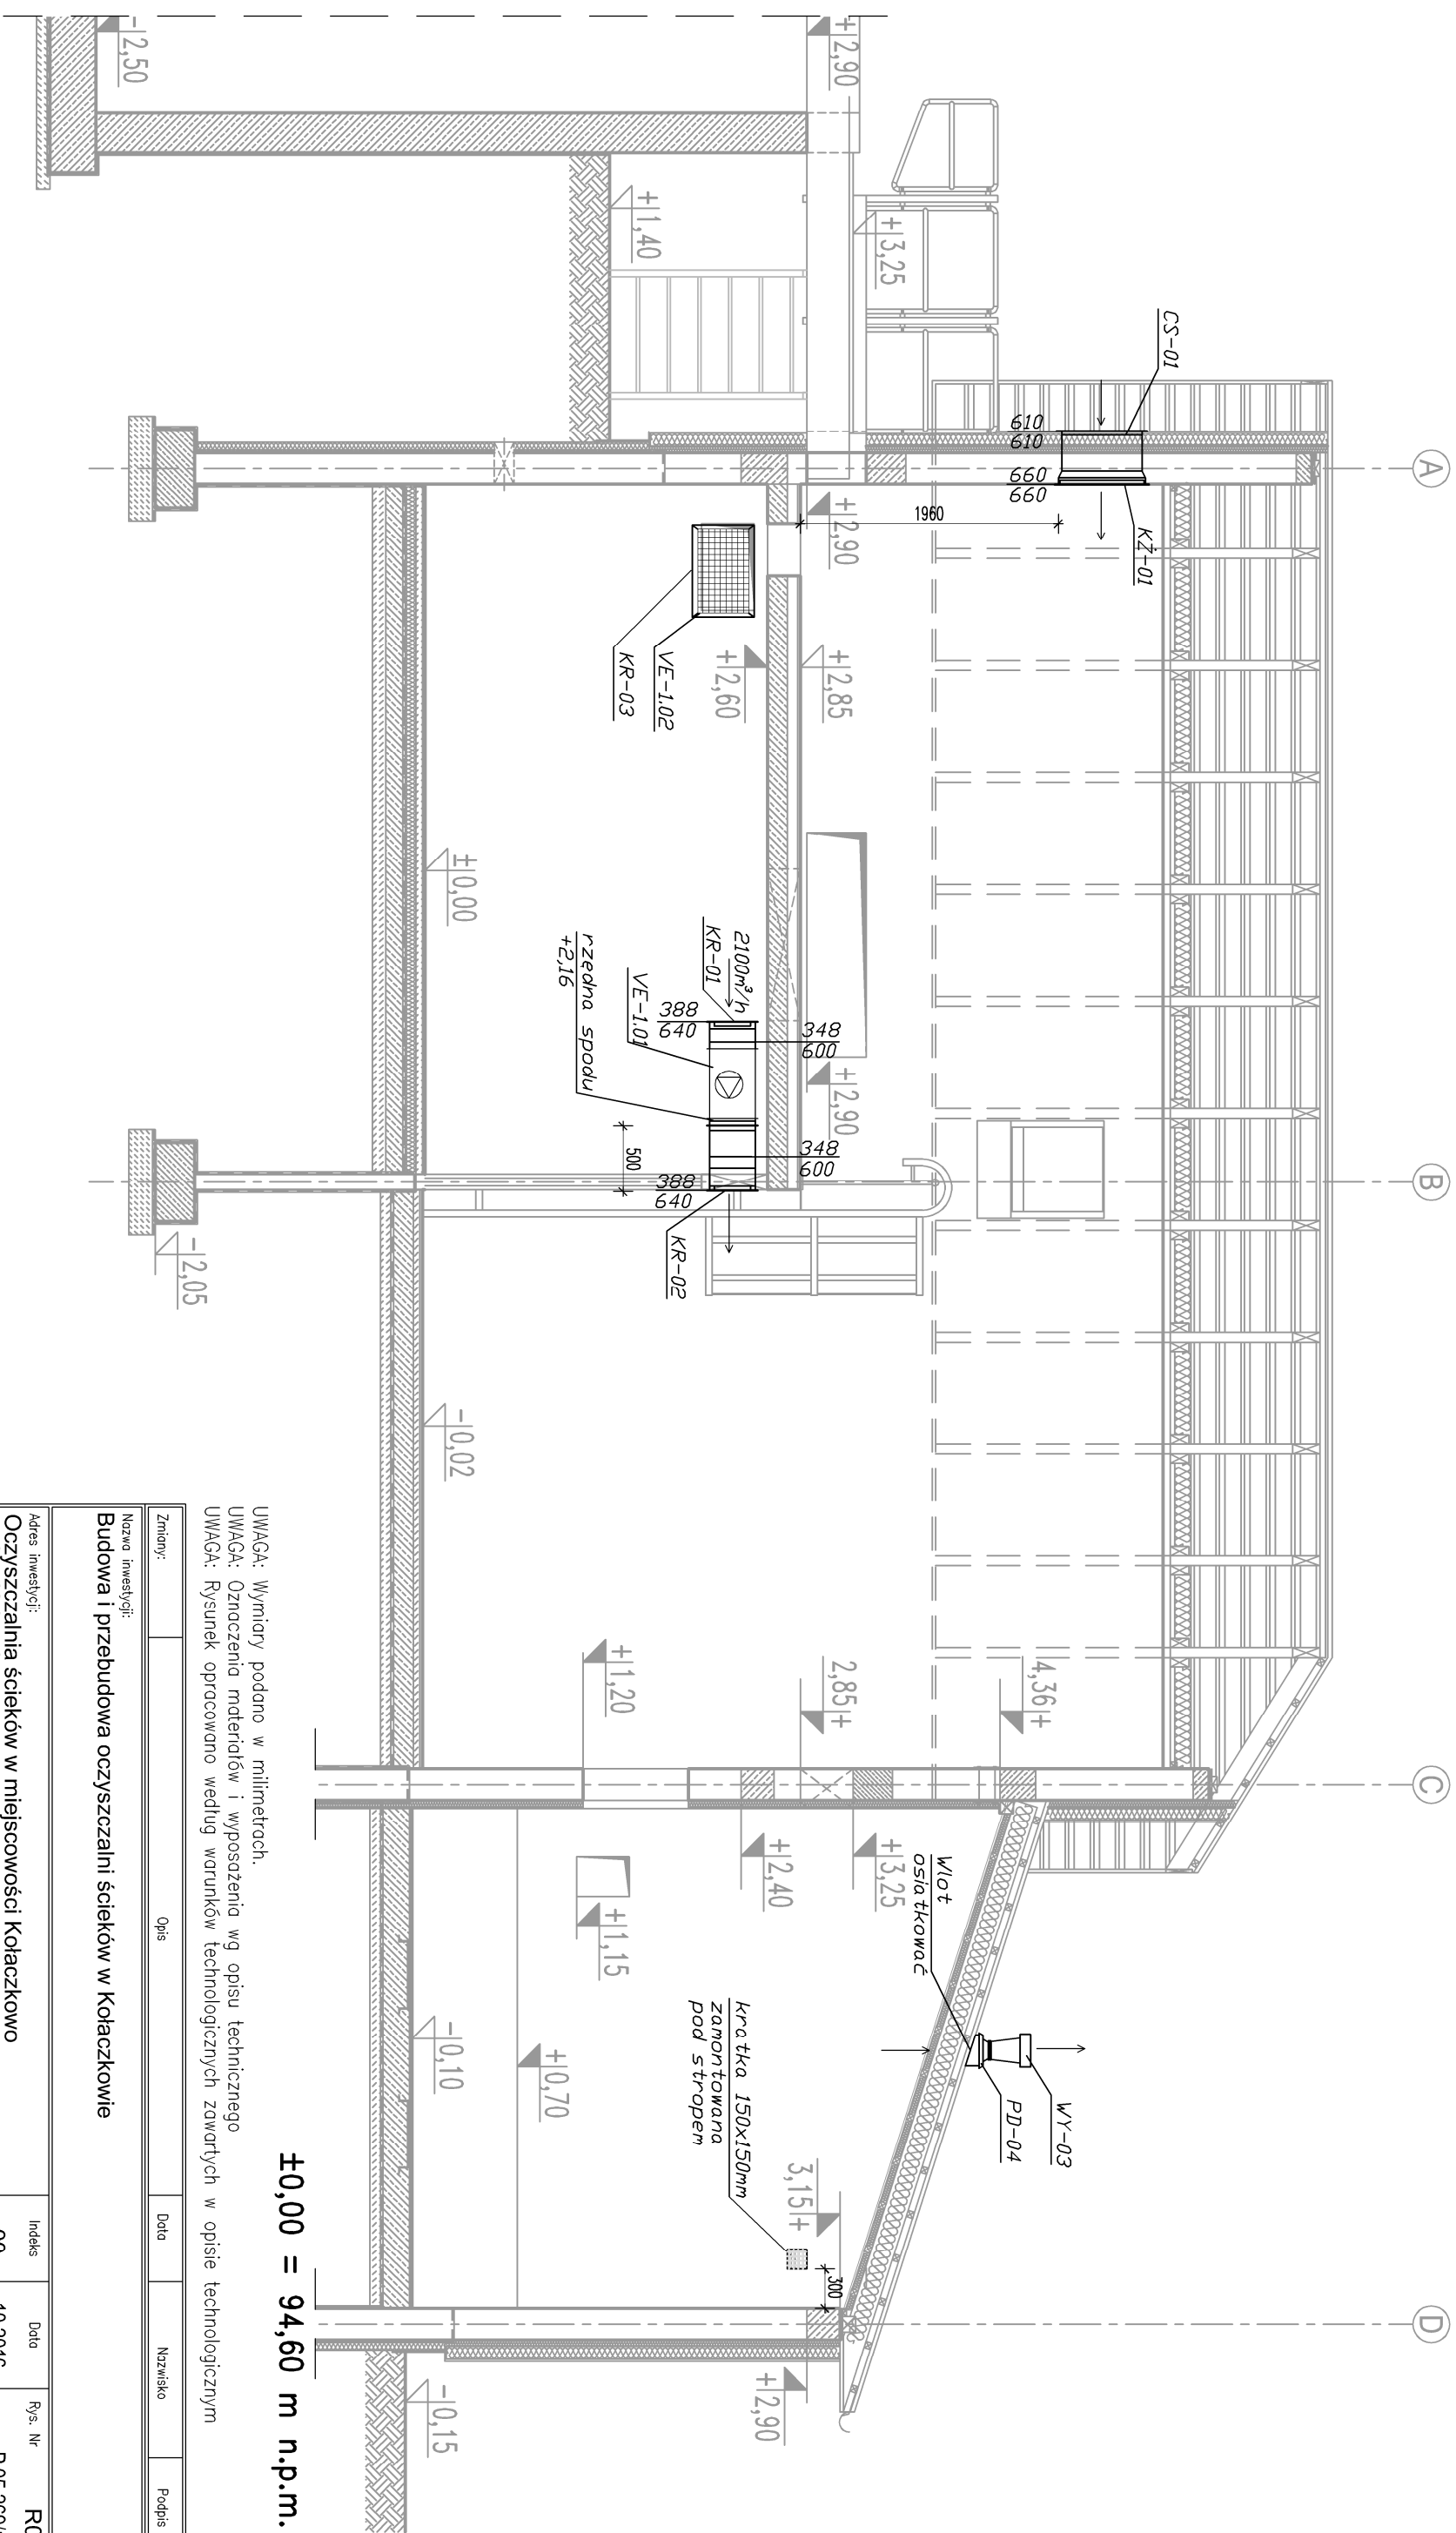 A
B
C
D
CS-01
610
610
660
660
KŻ-01
1960
WY-03
PD-04
Wlot
osiatkować
4,36+
+3,25
+2,90
+2,90
+2,85
+2,90
2,85+
+3,25
3,15+
+2,90
300
kratka 150x150mm
zamontowana
pod stropem
+2,60
VE-1.02
KR-03
2100m³/h
KR-01
348
600
388
640
VE-1.01
rzędna spodu
+2,16
348
600
388
640
500
KR-02
+2,40
+1,40
+1,20
+1,15
+0,70
±0,00
-0,02
-0,10
-0,15
-2,50
-2,05
±0,00 = 94,60 m n.p.m.
UWAGA: Wymiary podano w milimetrach.
UWAGA: Oznaczenia materiałów i wyposażenia wg opisu technicznego
UWAGA: Rysunek opracowano według warunków technologicznych zawartych w opisie technologicznym
Zmiany:
Opis
Data
Nazwisko
Podpis
Nazwa inwestycji:
Budowa i przebudowa oczyszczalni ścieków w Kołaczkowie
Adres inwestycji:
Oczyszczalnia ścieków w miejscowości Kołaczkowo
Indeks
Data
Rys. Nr